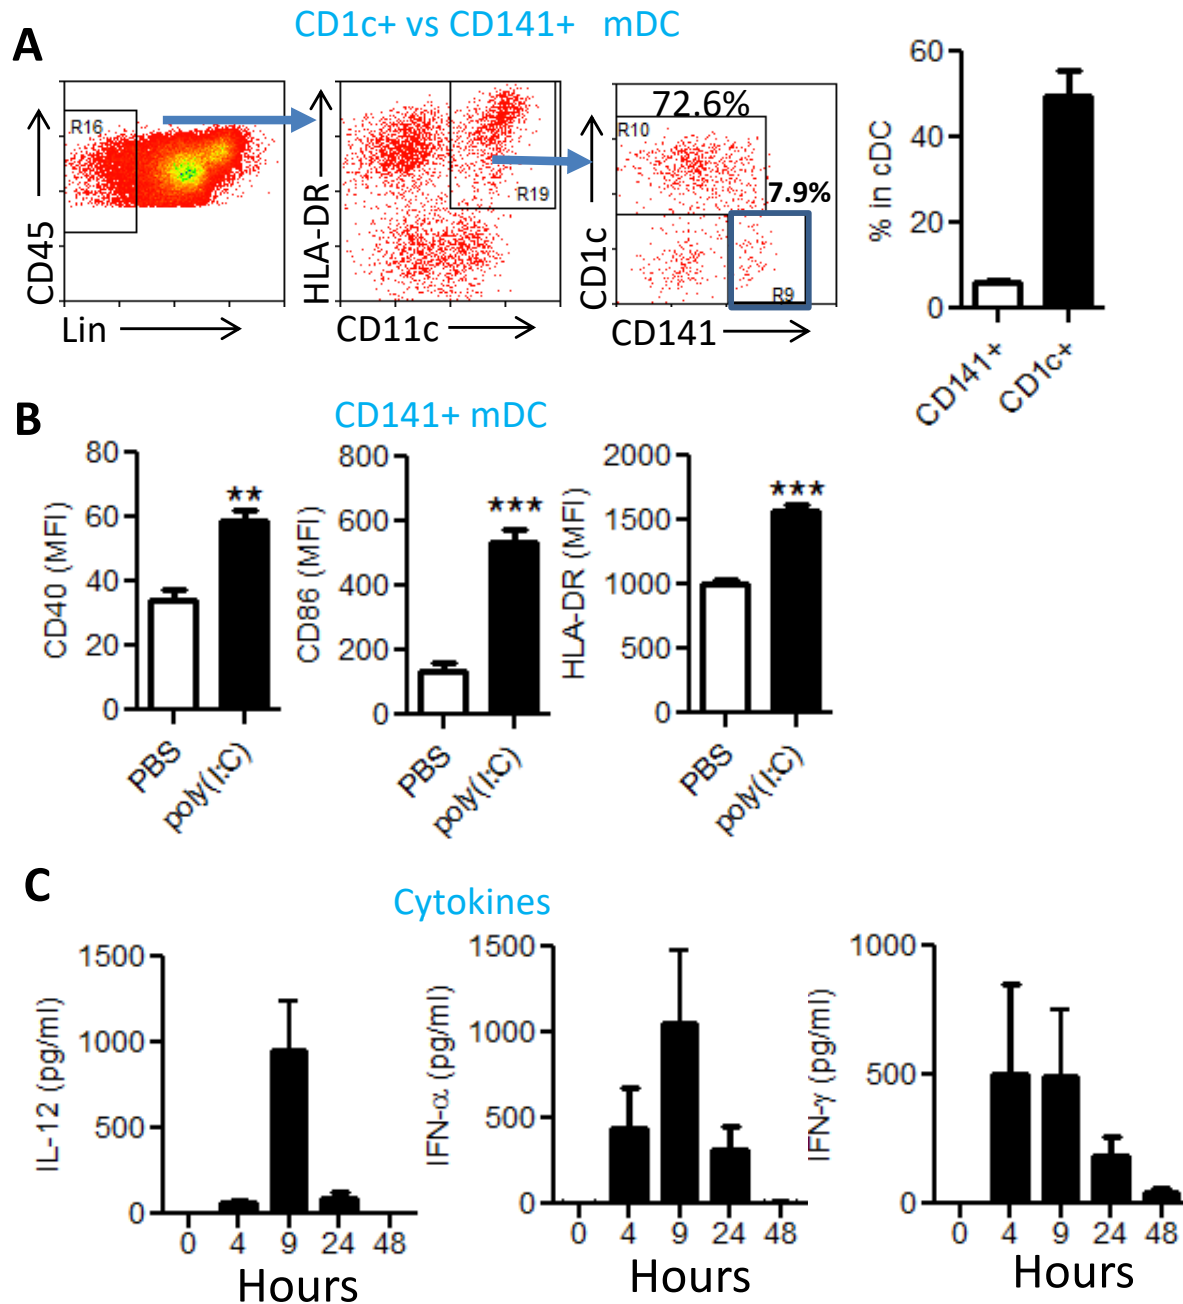 A
CD1c+ vs CD141+ mDC
CD45
R16
Lin
HLA-DR
R19
CD11c
CD1c
72.6%
R10
7.9%
R9
CD141
% in cDC
60
40
20
0
CD141+
CD1c+
B
CD141+ mDC
CD40 (MFI)
80
60
40
20
0
**
PBS
poly(I:C)
CD86 (MFI)
800
600
400
200
0
***
PBS
poly(I:C)
HLA-DR (MFI)
2000
1500
1000
500
0
***
PBS
poly(I:C)
C
Cytokines
IL-12 (pg/ml)
1500
1000
500
0
0 4 9 24 48
Hours
IFN-α (pg/ml)
1500
1000
500
0
0 4 9 24 48
Hours
IFN-γ (pg/ml)
1000
500
0
0 4 9 24 48
Hours